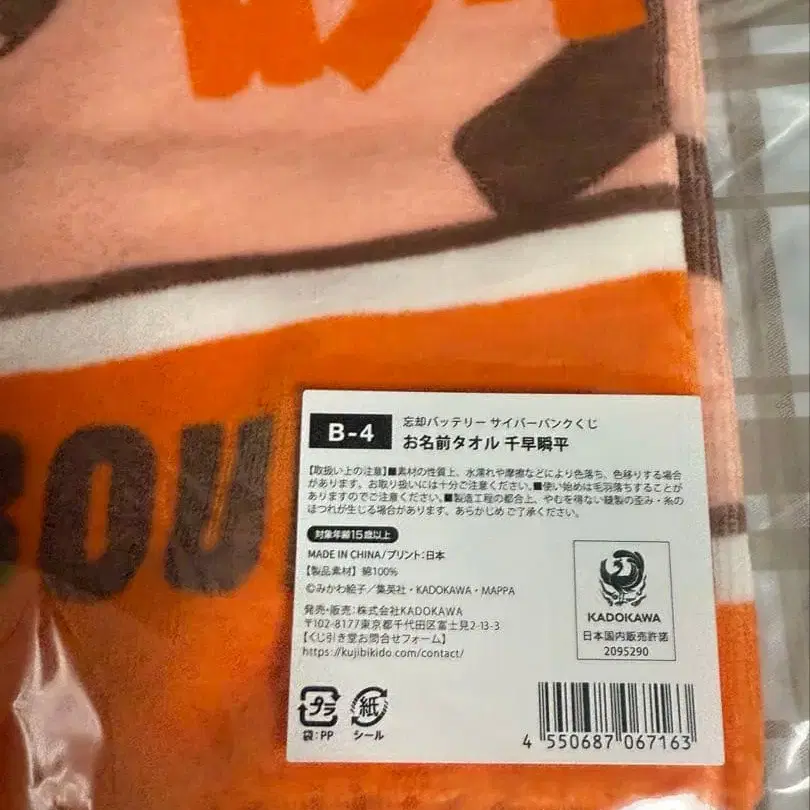 BOU
B-4
忘却バッテリー サイバーバンクくじ
お名前タオル 千早瞬平
【取扱い上の注意】■素材の性質上、水濡れや摩擦などにより色落ち、色移りする場合
があります。お取り扱いには十分ご注意ください。■使い始めは毛羽落ちすることが
ありますのでご注意ください。■製造工程の都合上、やむを得ない縫製の歪み・糸の
ほつれが生じる場合があります。あらかじめご了承ください。
対象年齢15歳以上
MADE IN CHINA/プリント:日本
【製品素材】綿100%
©みかわ絵子/集英社・KADOKAWA・MAPPA
発売・販売:株式会社KADOKAWA
〒102-8177東京都千代田区富士見2-13-3
【くじ引き堂お問合せフォーム】
https://kujibikido.com/contact/
KADOKAWA
日本国内販売許諾
2095290
プラ
袋:PP
紙
シール
4 550687 067163